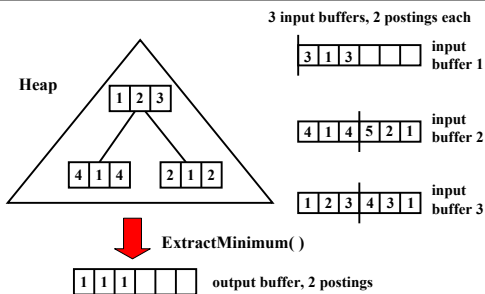 3 input buffers, 2 postings each
3 1 3
input
buffer 1
Heap
1 2 3
4 1 4 5 2 1
input
buffer 2
4 1 4
2 1 2
1 2 3 4 3 1
input
buffer 3
ExtractMinimum( )
1 1 1
output buffer, 2 postings